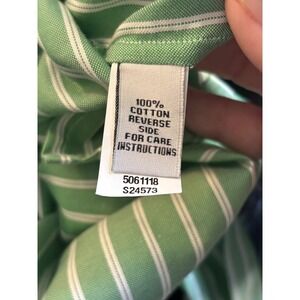 100%
COTTON
REVERSE
SIDE
FOR CARE
INSTRUCTIONS
5061118
S24573